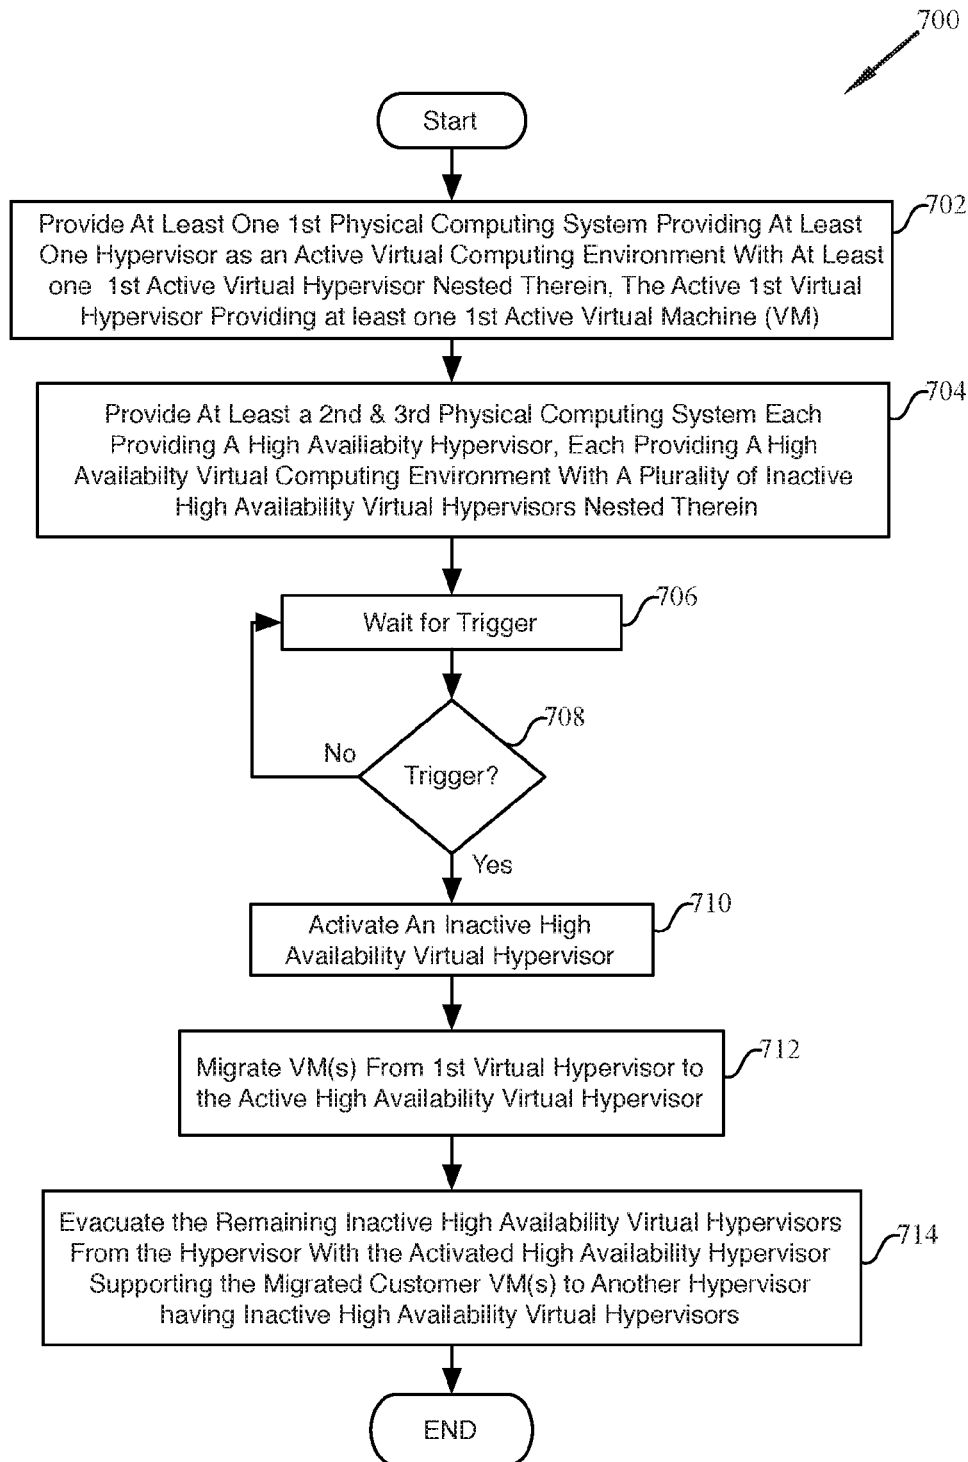 700
Start
702
Provide At Least One 1st Physical Computing System Providing At Least
One Hypervisor as an Active Virtual Computing Environment With At Least
one 1st Active Virtual Hypervisor Nested Therein, The Active 1st Virtual
Hypervisor Providing at least one 1st Active Virtual Machine (VM)
704
Provide At Least a 2nd & 3rd Physical Computing System Each
Providing A High Availiabity Hypervisor, Each Providing A High
Availabilty Virtual Computing Environment With A Plurality of Inactive
High Availability Virtual Hypervisors Nested Therein
706
Wait for Trigger
708
No
Trigger?
Yes
710
Activate An Inactive High
Availability Virtual Hypervisor
712
Migrate VM(s) From 1st Virtual Hypervisor to
the Active High Availability Virtual Hypervisor
714
Evacuate the Remaining Inactive High Availability Virtual Hypervisors
From the Hypervisor With the Activated High Availability Hypervisor
Supporting the Migrated Customer VM(s) to Another Hypervisor
having Inactive High Availability Virtual Hypervisors
END